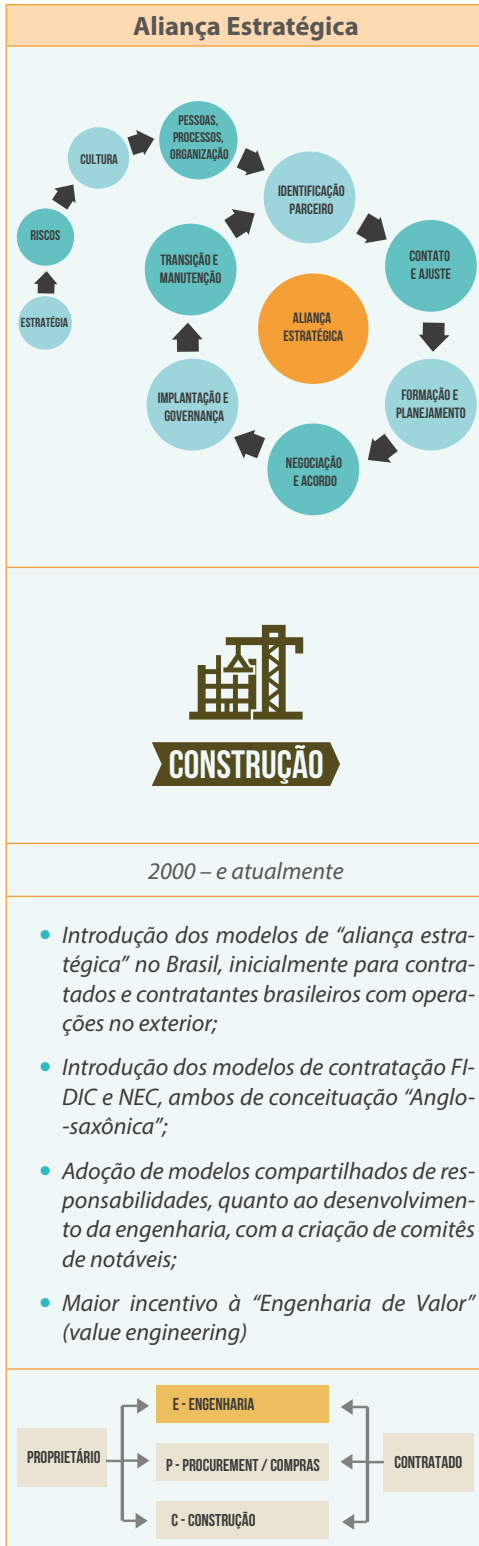 Aliança Estratégica
PESSOAS,
PROCESSOS,
ORGANIZAÇÃO
CULTURA
IDENTIFICAÇÃO
PARCEIRO
RISCOS
TRANSIÇÃO E
MANUTENÇÃO
CONTATO
E AJUSTE
ESTRATÉGIA
ALIANÇA
ESTRATÉGICA
IMPLANTAÇÃO E
GOVERNANÇA
FORMAÇÃO E
PLANEJAMENTO
NEGOCIAÇÃO
E ACORDO
CONSTRUÇÃO
2000 – e atualmente
• Introdução dos modelos de “aliança estra-
tégica” no Brasil, inicialmente para contra-
tados e contratantes brasileiros com opera-
ções no exterior;
• Introdução dos modelos de contratação FI-
DIC e NEC, ambos de conceituação “Anglo-
-saxônica”;
• Adoção de modelos compartilhados de res-
ponsabilidades, quanto ao desenvolvimen-
to da engenharia, com a criação de comitês
de notáveis;
• Maior incentivo à “Engenharia de Valor”
(value engineering)
E - ENGENHARIA
PROPRIETÁRIO
P - PROCUREMENT / COMPRAS
CONTRATADO
C - CONSTRUÇÃO